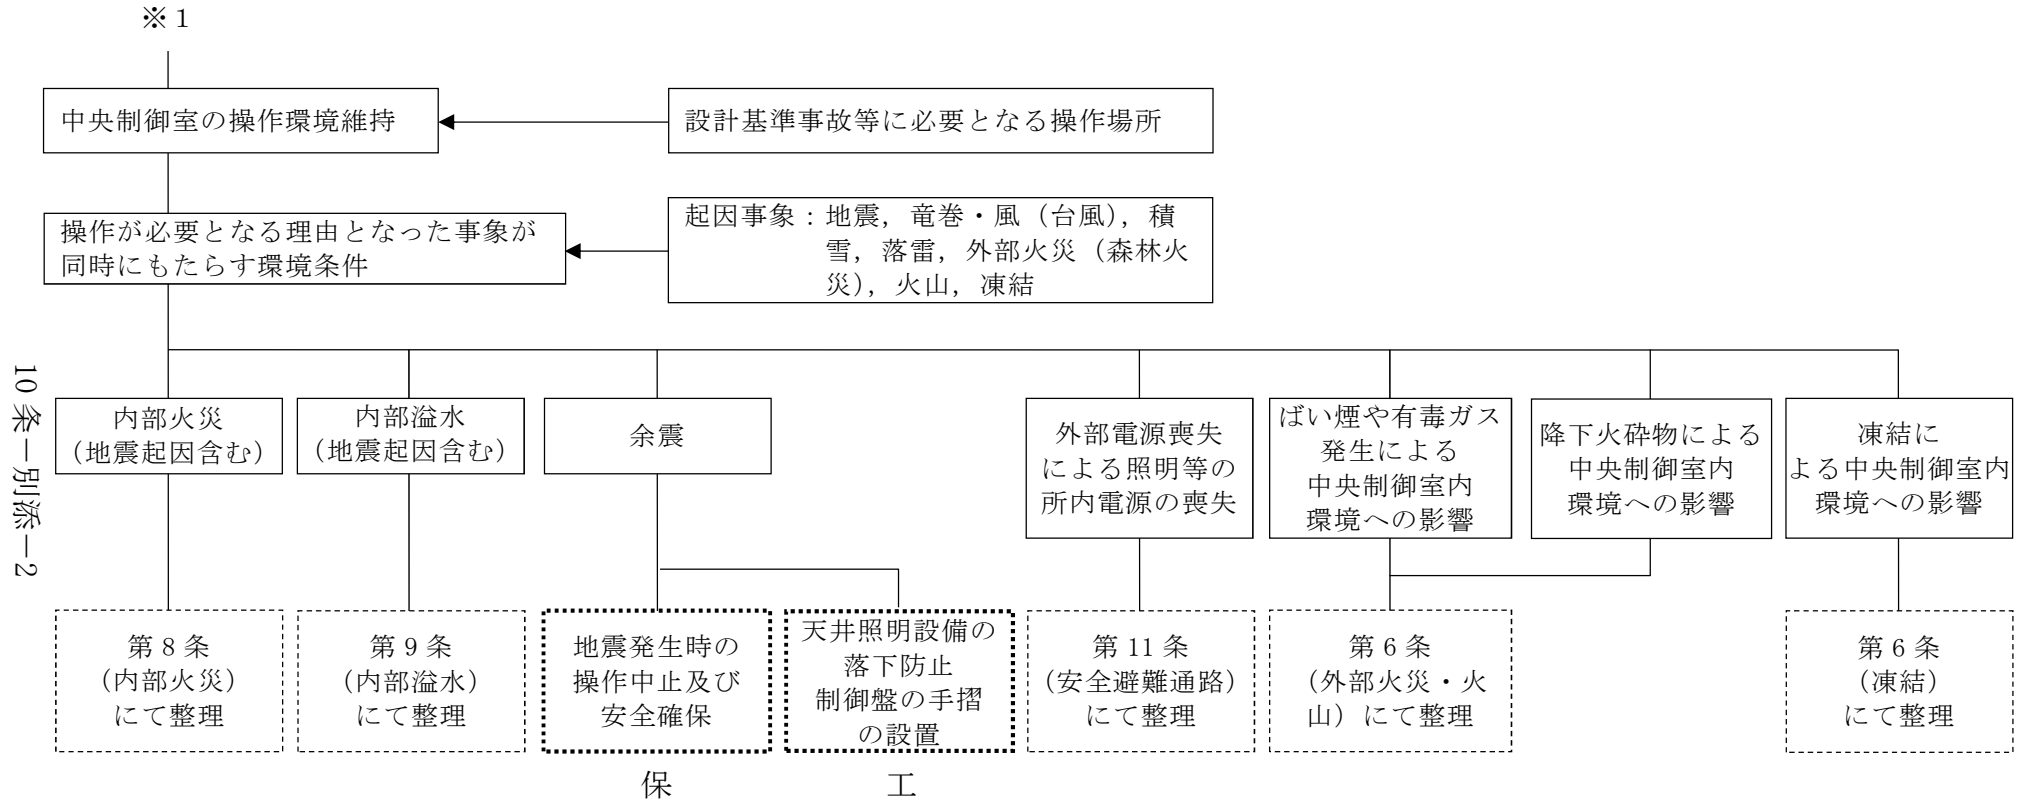 ※1
中央制御室の操作環境維持
設計基準事故等に必要となる操作場所
操作が必要となる理由となった事象が
同時にもたらす環境条件
起因事象：地震，竜巻・風（台風），積
雪，落雷，外部火災（森林火
災），火山，凍結
10条－別添－2
内部火災
（地震起因含む）
内部溢水
（地震起因含む）
余震
外部電源喪失
による照明等の
所内電源の喪失
ばい煙や有毒ガス
発生による
中央制御室内
環境への影響
降下火砕物による
中央制御室内
環境への影響
凍結に
よる中央制御室内
環境への影響
第8条
（内部火災）
にて整理
第9条
（内部溢水）
にて整理
地震発生時の
操作中止及び
安全確保
天井照明設備の
落下防止
制御盤の手摺
の設置
第11条
（安全避難通路）
にて整理
第6条
（外部火災・火
山）にて整理
第6条
（凍結）
にて整理
保
工